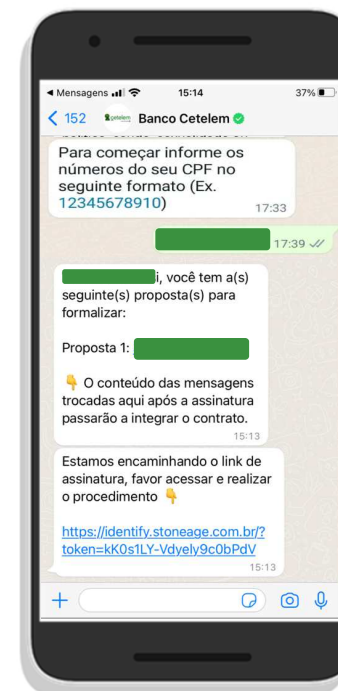 Mensagens
15:14
37%
152
cetelem
Banco Cetelem
Para começar informe os
números do seu CPF no
seguinte formato (Ex.
12345678910)
17:33
17:39
i, você tem a(s)
seguinte(s) proposta(s) para
formalizar:
Proposta 1:
O conteúdo das mensagens
trocadas aqui após a assinatura
passarão a integrar o contrato.
15:13
Estamos encaminhando o link de
assinatura, favor acessar e realizar
o procedimento
https://identify.stoneage.com.br/?
token=kK0s1LY-Vdyely9c0bPdV
15:13